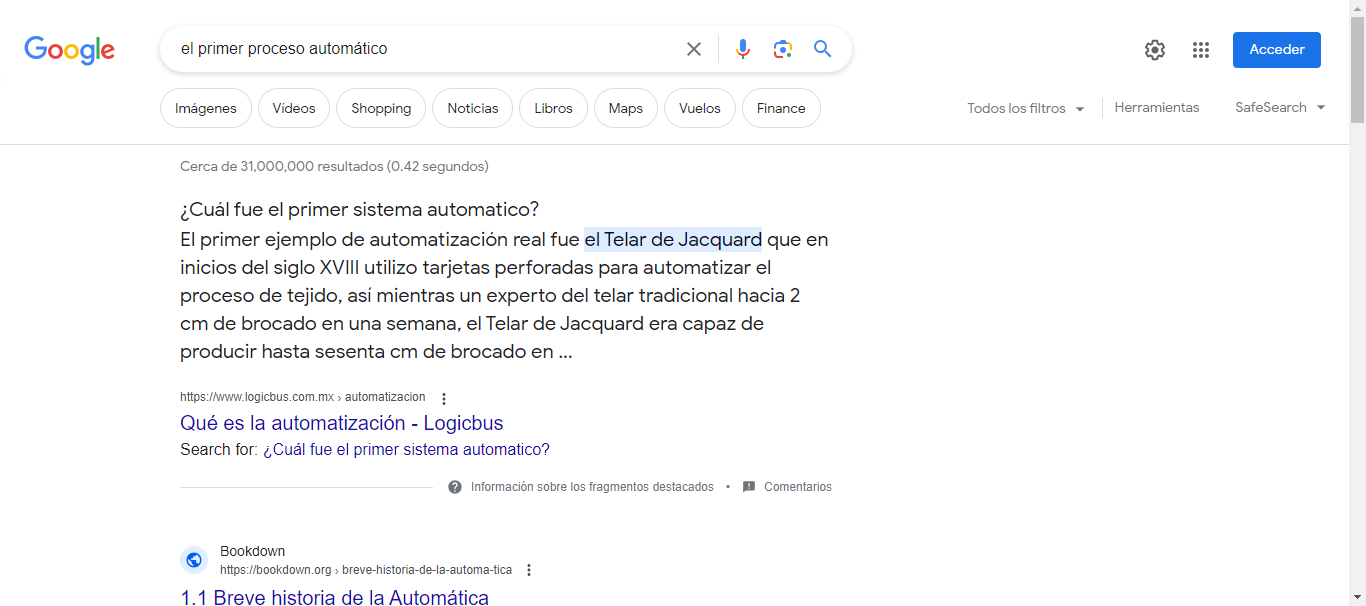 Google
el primer proceso automático
Acceder
Imágenes
Vídeos
Shopping
Noticias
Libros
Maps
Vuelos
Finance
Todos los filtros
Herramientas
SafeSearch
Cerca de 31,000,000 resultados (0.42 segundos)
¿Cuál fue el primer sistema automatico?
El primer ejemplo de automatización real fue el Telar de Jacquard que en
inicios del siglo XVIII utilizo tarjetas perforadas para automatizar el
proceso de tejido, así mientras un experto del telar tradicional hacia 2
cm de brocado en una semana, el Telar de Jacquard era capaz de
producir hasta sesenta cm de brocado en ...
https://www.logicbus.com.mx › automatizacion
Qué es la automatización - Logicbus
Search for: ¿Cuál fue el primer sistema automatico?
Información sobre los fragmentos destacados • Comentarios
Bookdown
https://bookdown.org › breve-historia-de-la-automa-tica
1.1 Breve historia de la Automática